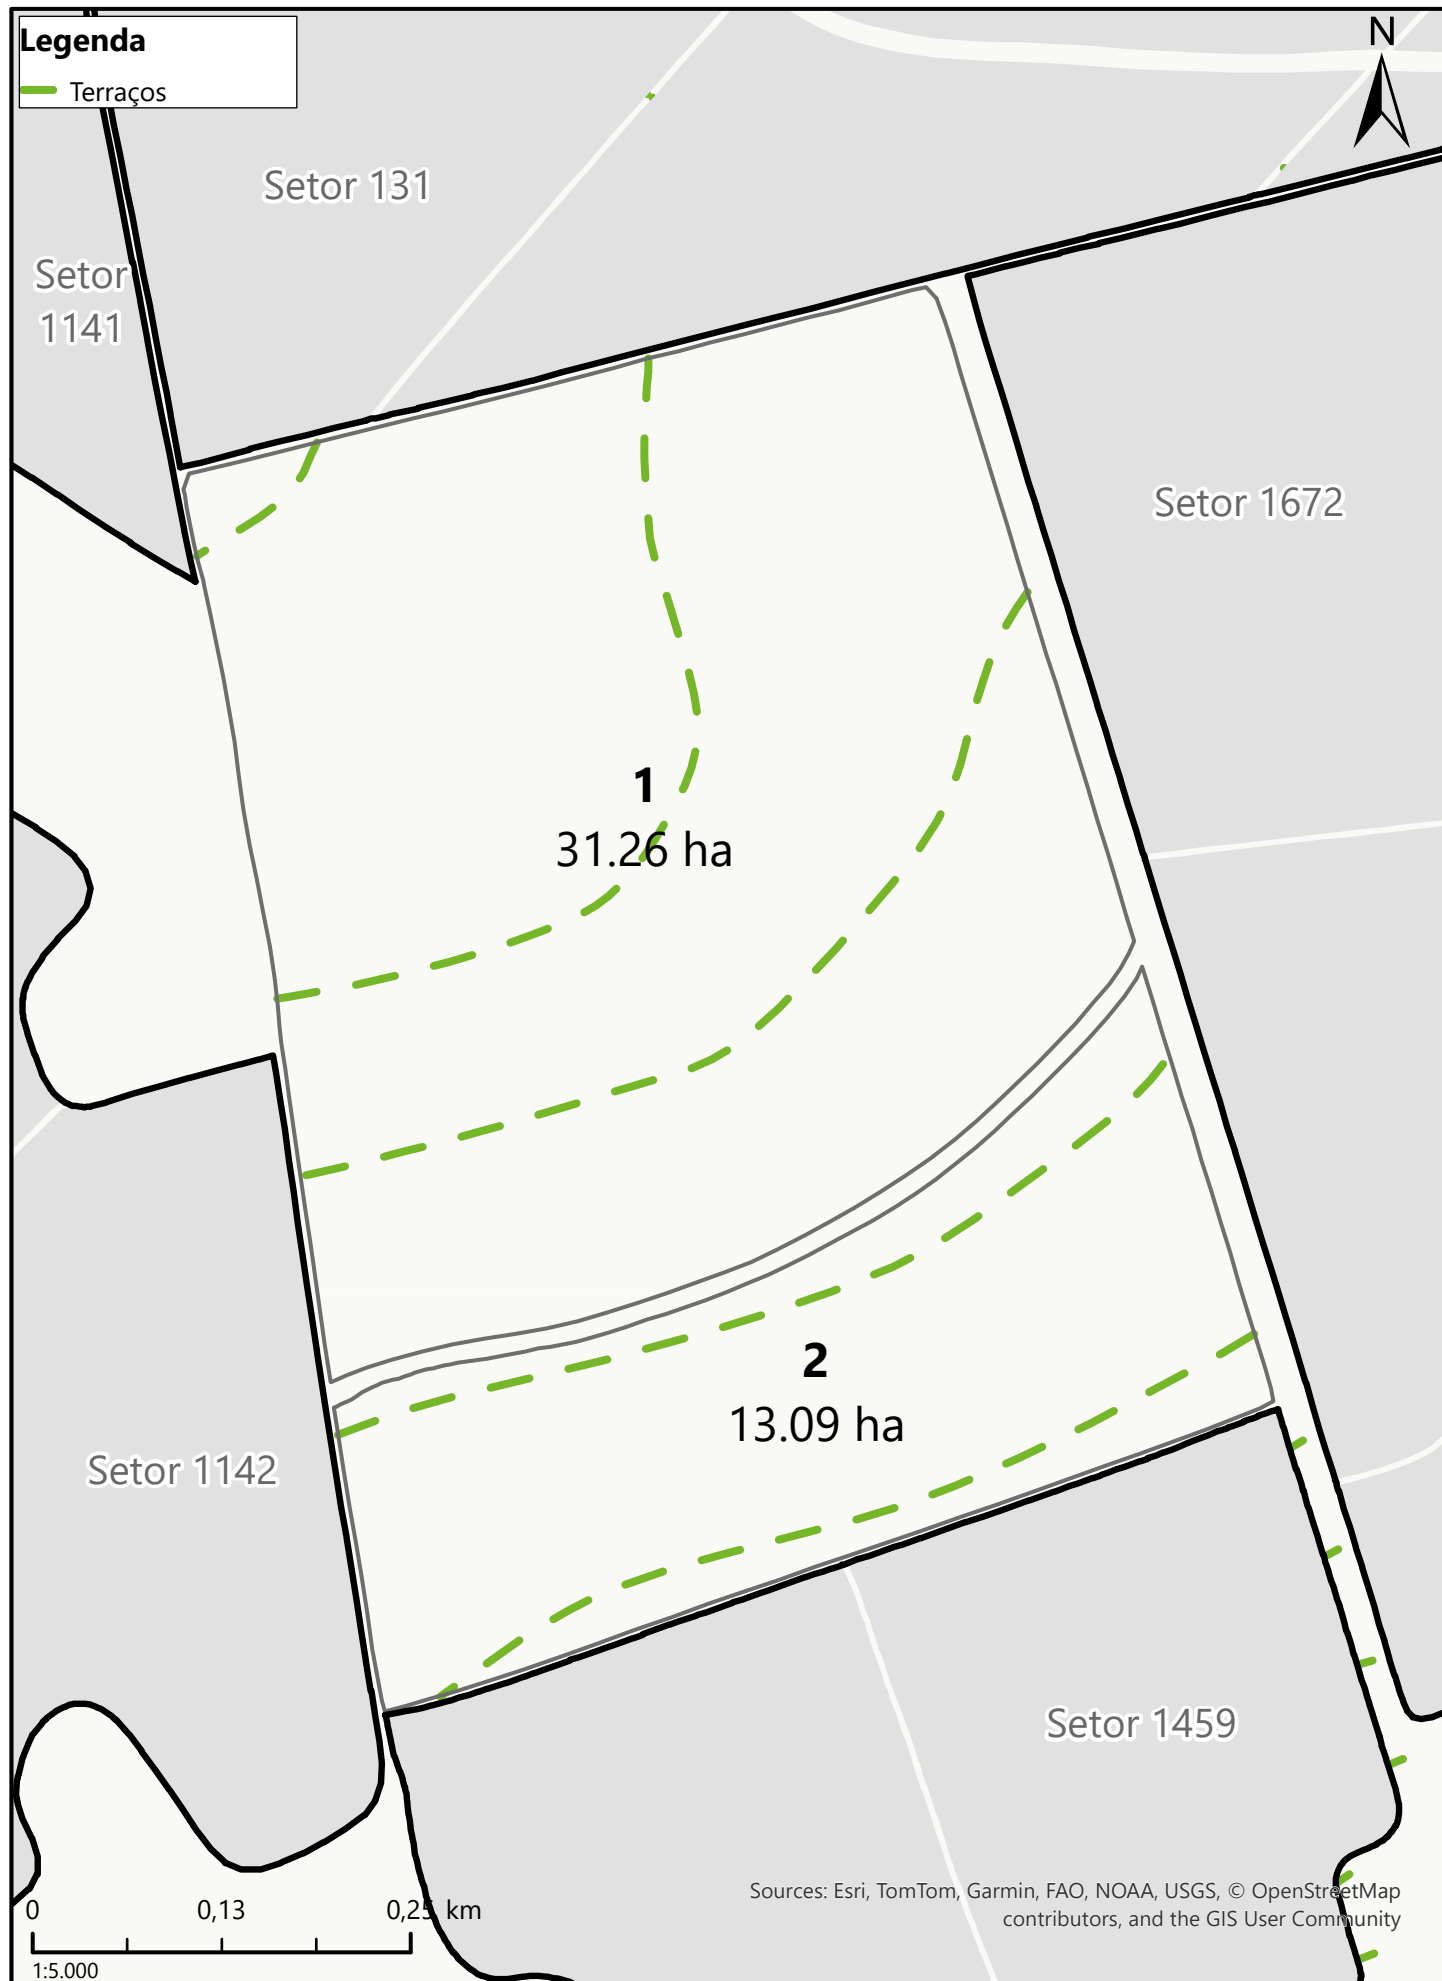 Legenda
Terraços
N
Setor 131
Setor
1141
Setor 1672
1
31.26 ha
2
13.09 ha
Setor 1142
Setor 1459
Sources: Esri, TomTom, Garmin, FAO, NOAA, USGS, © OpenStreetMap
contributors, and the GIS User Community
0 0,13 0,25 km
1:5.000